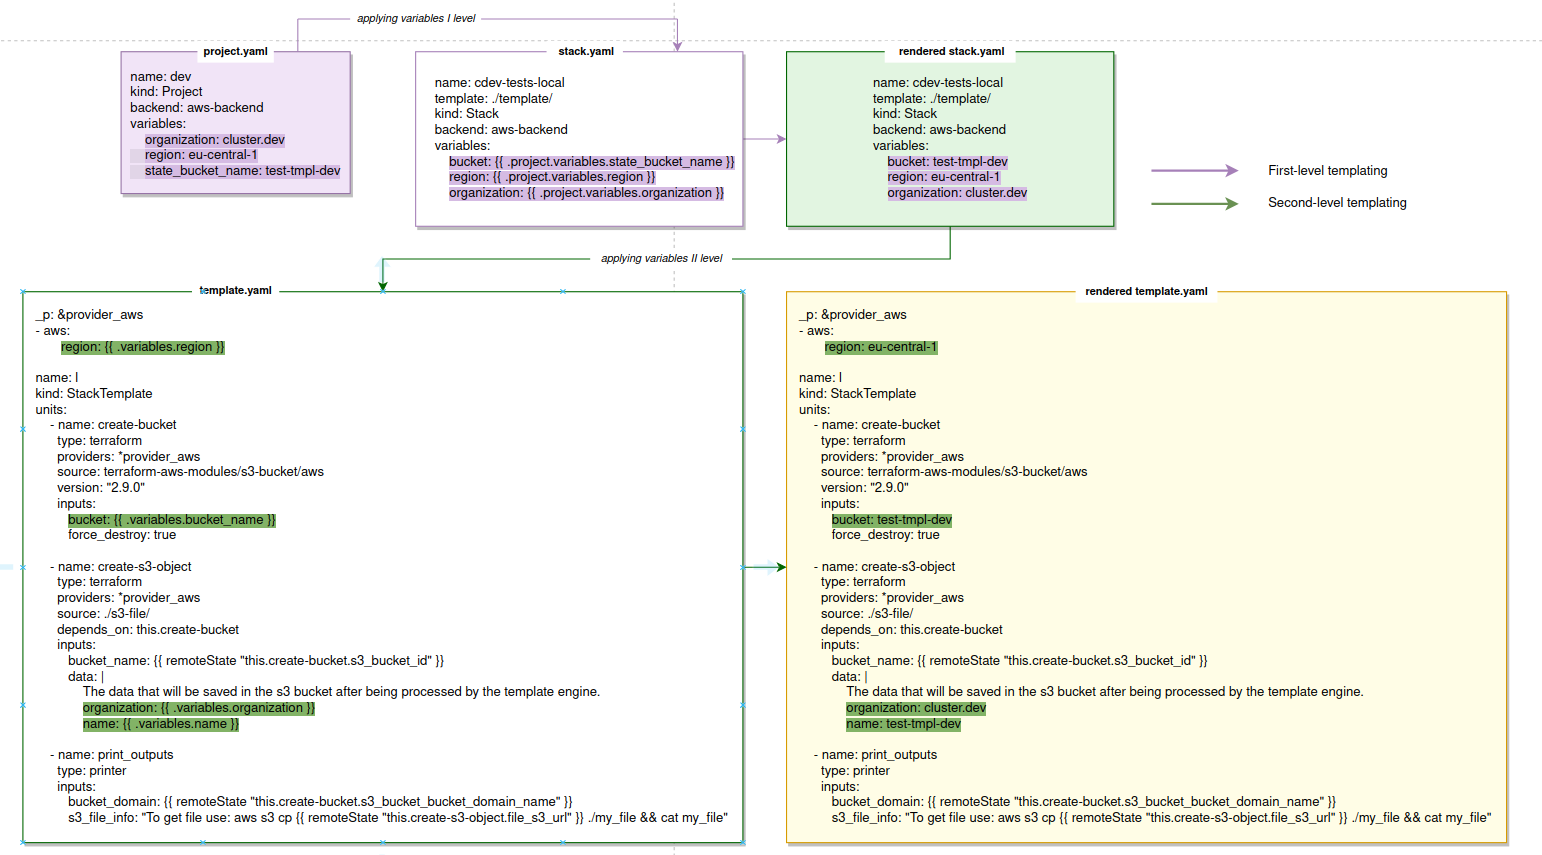 applying variables I level
project.yaml
name: dev
kind: Project
backend: aws-backend
variables:
organization: cluster.dev
region: eu-central-1
state_bucket_name: test-tmpl-dev
stack.yaml
name: cdev-tests-local
template: ./template/
kind: Stack
backend: aws-backend
variables:
bucket: {{ .project.variables.state_bucket_name }}
region: {{ .project.variables.region }}
organization: {{ .project.variables.organization }}
rendered stack.yaml
name: cdev-tests-local
template: ./template/
kind: Stack
backend: aws-backend
variables:
bucket: test-tmpl-dev
region: eu-central-1
organization: cluster.dev
First-level templating
Second-level templating
applying variables II level
template.yaml
_p: &provider_aws
- aws:
region: {{ .variables.region }}
name: l
kind: StackTemplate
units:
- name: create-bucket
type: terraform
providers: *provider_aws
source: terraform-aws-modules/s3-bucket/aws
version: "2.9.0"
inputs:
bucket: {{ .variables.bucket_name }}
force_destroy: true
- name: create-s3-object
type: terraform
providers: *provider_aws
source: ./s3-file/
depends_on: this.create-bucket
inputs:
bucket_name: {{ remoteState "this.create-bucket.s3_bucket_id" }}
data: |
The data that will be saved in the s3 bucket after being processed by the template engine.
organization: {{ .variables.organization }}
name: {{ .variables.name }}
- name: print_outputs
type: printer
inputs:
bucket_domain: {{ remoteState "this.create-bucket.s3_bucket_bucket_domain_name" }}
s3_file_info: "To get file use: aws s3 cp {{ remoteState "this.create-s3-object.file_s3_url" }} ./my_file && cat my_file"
rendered template.yaml
_p: &provider_aws
- aws:
region: eu-central-1
name: l
kind: StackTemplate
units:
- name: create-bucket
type: terraform
providers: *provider_aws
source: terraform-aws-modules/s3-bucket/aws
version: "2.9.0"
inputs:
bucket: test-tmpl-dev
force_destroy: true
- name: create-s3-object
type: terraform
providers: *provider_aws
source: ./s3-file/
depends_on: this.create-bucket
inputs:
bucket_name: {{ remoteState "this.create-bucket.s3_bucket_id" }}
data: |
The data that will be saved in the s3 bucket after being processed by the template engine.
organization: cluster.dev
name: test-tmpl-dev
- name: print_outputs
type: printer
inputs:
bucket_domain: {{ remoteState "this.create-bucket.s3_bucket_bucket_domain_name" }}
s3_file_info: "To get file use: aws s3 cp {{ remoteState "this.create-s3-object.file_s3_url" }} ./my_file && cat my_file"